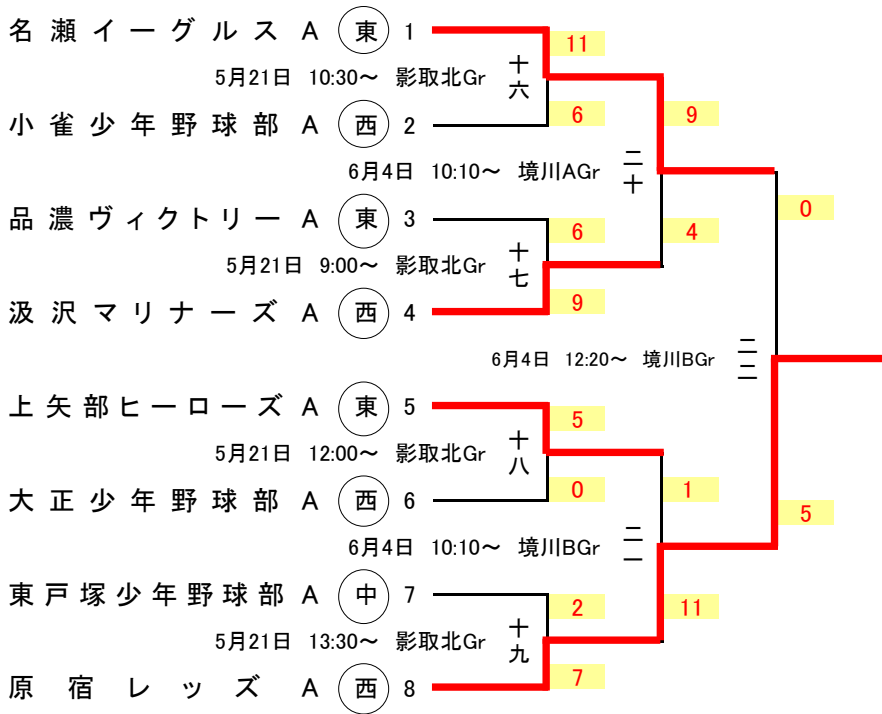 名瀬イーグルス A 東 1
11
5月21日 10:30～ 影取北Gr 十六
小雀少年野球部 A 西 2
6
9
6月4日 10:10～ 境川AGr 二十
品濃ヴィクトリー A 東 3
6
4
0
5月21日 9:00～ 影取北Gr 十七
汲沢マリナーズ A 西 4
9
6月4日 12:20～ 境川BGr 二二
上矢部ヒーローズ A 東 5
5
5月21日 12:00～ 影取北Gr 十八
大正少年野球部 A 西 6
0
1
5
6月4日 10:10～ 境川BGr 二一
東戸塚少年野球部 A 中 7
2
11
5月21日 13:30～ 影取北Gr 十九
原宿レッズ A 西 8
7